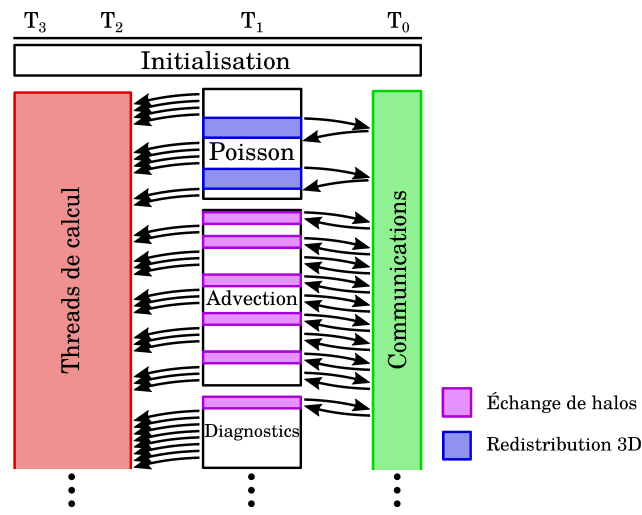 T₃ T₂ T₁ T₀
Initialisation
Threads de calcul
Poisson
Advection
Diagnostics
Communications
Échange de halos
Redistribution 3D